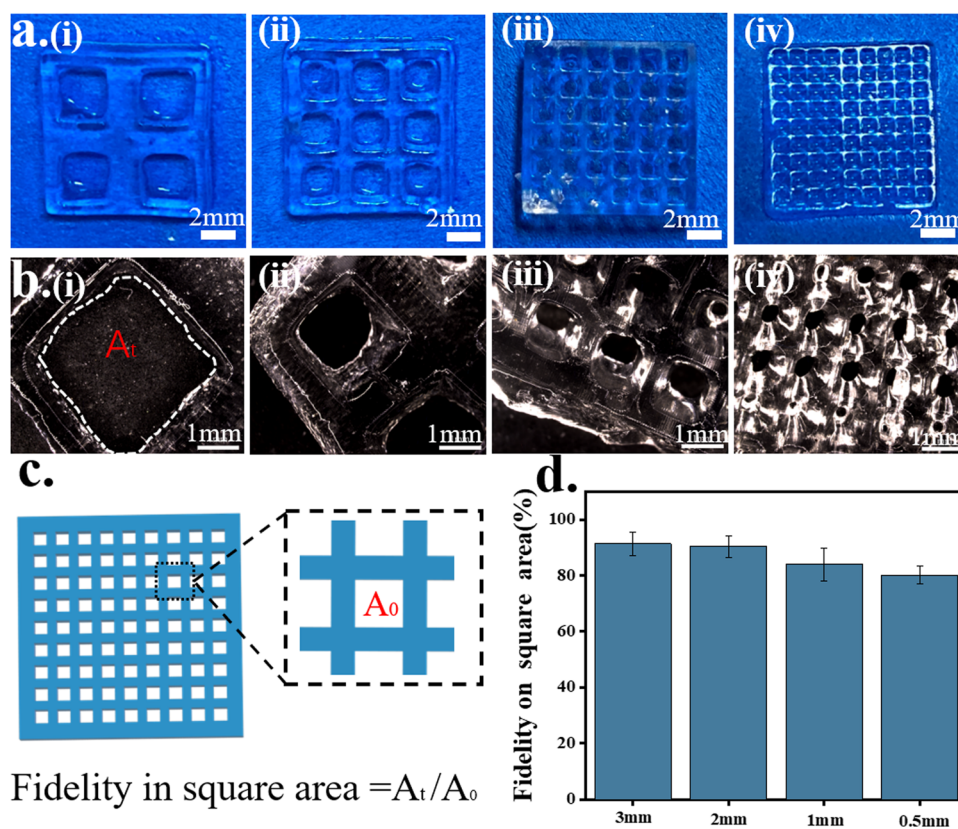 a.(i)
(ii)
(iii)
(iv)
2mm
2mm
2mm
2mm
b.(i)
(ii)
(iii)
(iv)
At
1mm
1mm
1mm
1mm
c.
A0
Fidelity in square area =At/A0
d.
Fidelity on square area(%)
100
80
60
40
20
0
3mm
2mm
1mm
0.5mm